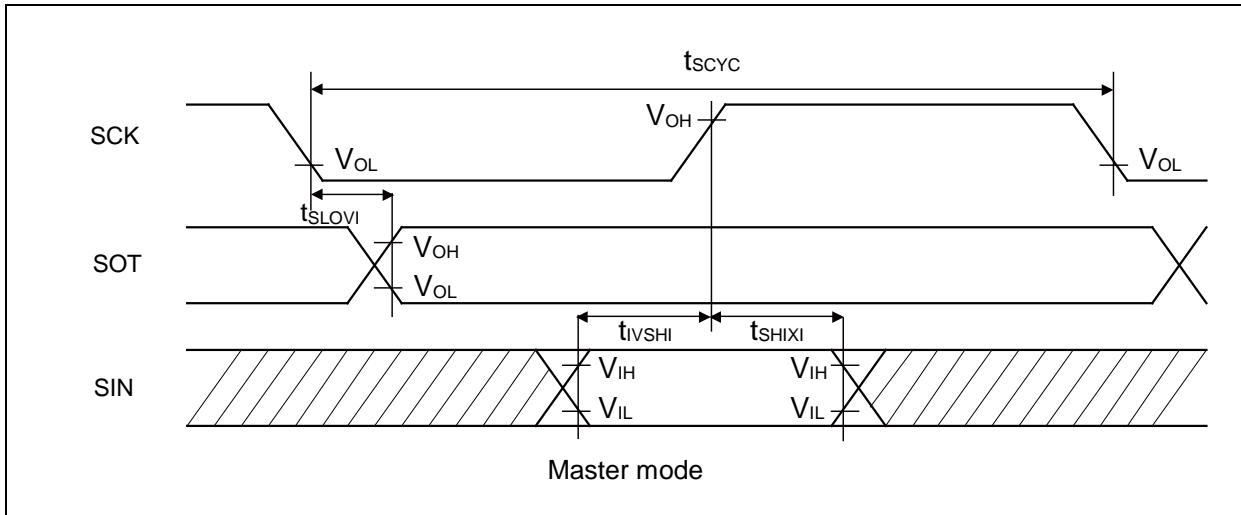 tSCYC
SCK
VOH
VOL
VOL
tSLOVI
SOT
VOH
VOL
tIVSHI
tSHIXI
SIN
VIH
VIH
VIL
VIL
Master mode